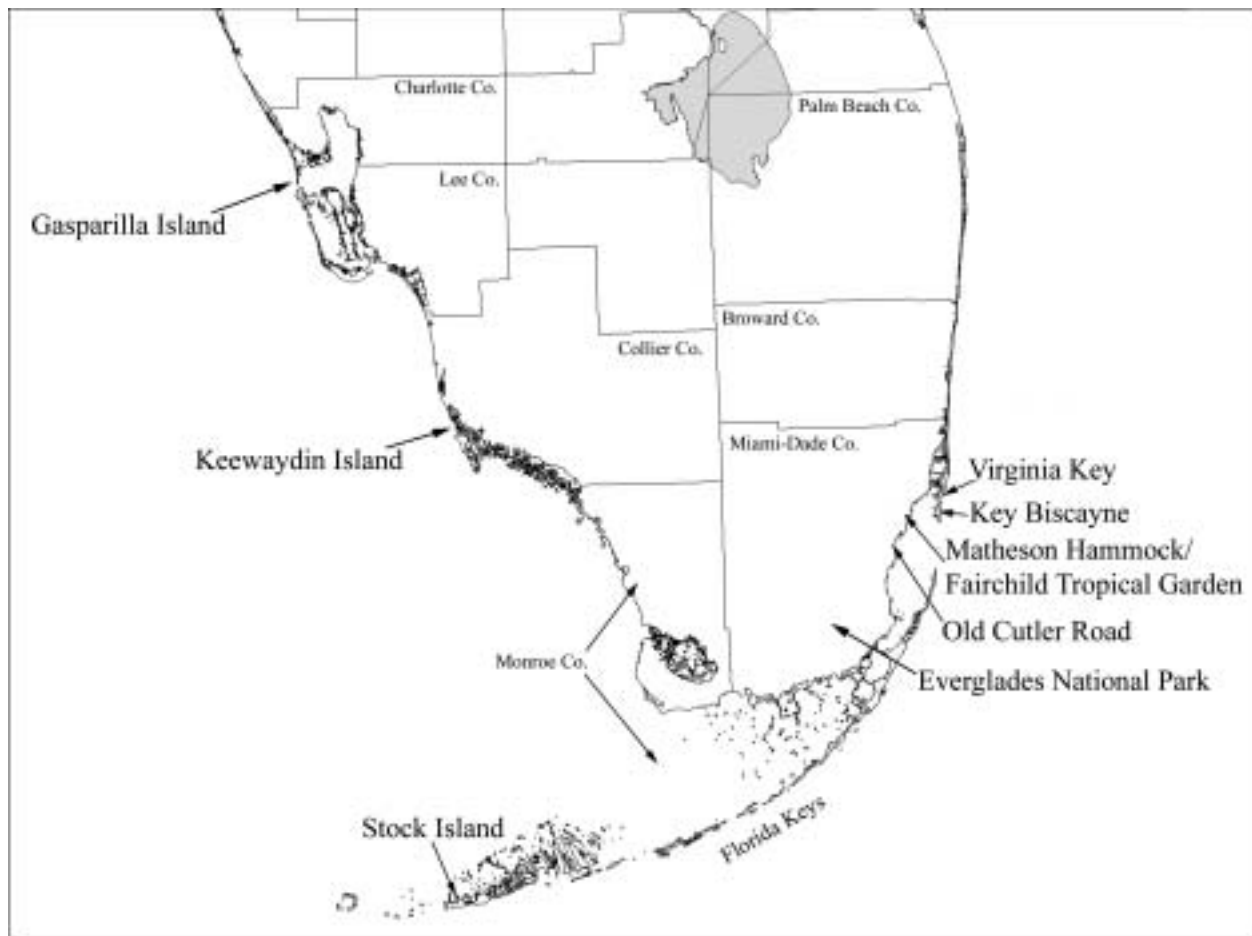 Charlotte Co.
Palm Beach Co.
Lee Co.
Gasparilla Island
Broward Co.
Collier Co.
Miami-Dade Co.
Keewaydin Island
Virginia Key
Key Biscayne
Matheson Hammock/
Fairchild Tropical Garden
Old Cutler Road
Monroe Co.
Everglades National Park
Stock Island
Florida Keys